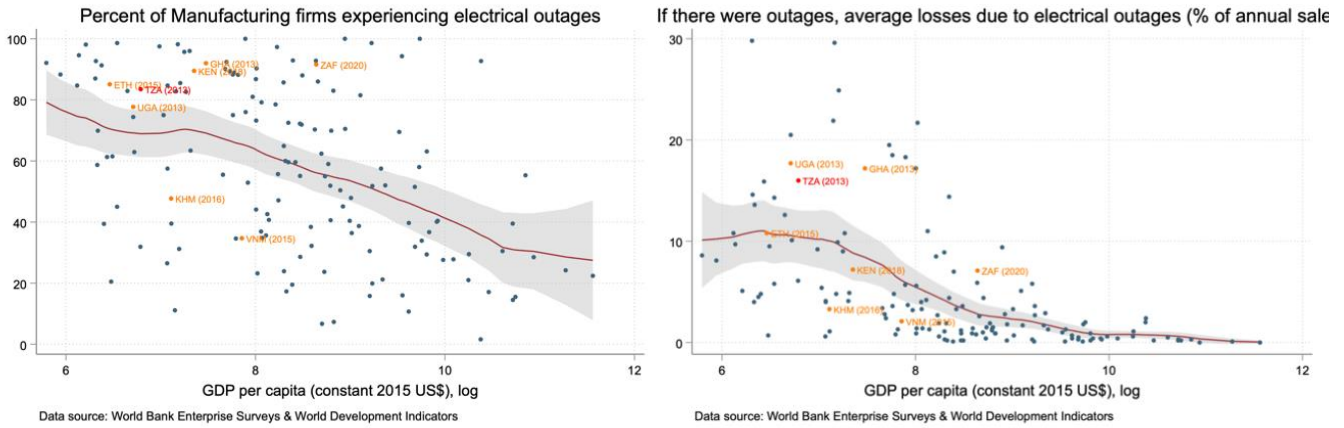 Percent of Manufacturing firms experiencing electrical outages
100
80
60
40
20
0
GHA (2013)
KEN (2018)
ZAF (2020)
ETH (2015)
TZA (2013)
UGA (2013)
KHM (2016)
VNM (2015)
6
8
10
12
GDP per capita (constant 2015 US$), log
Data source: World Bank Enterprise Surveys & World Development Indicators
If there were outages, average losses due to electrical outages (% of annual sale
30
20
10
0
UGA (2013)
GHA (2013)
TZA (2013)
ETH (2015)
KEN (2018)
ZAF (2020)
KHM (2016)
VNM (2015)
6
8
10
12
GDP per capita (constant 2015 US$), log
Data source: World Bank Enterprise Surveys & World Development Indicators